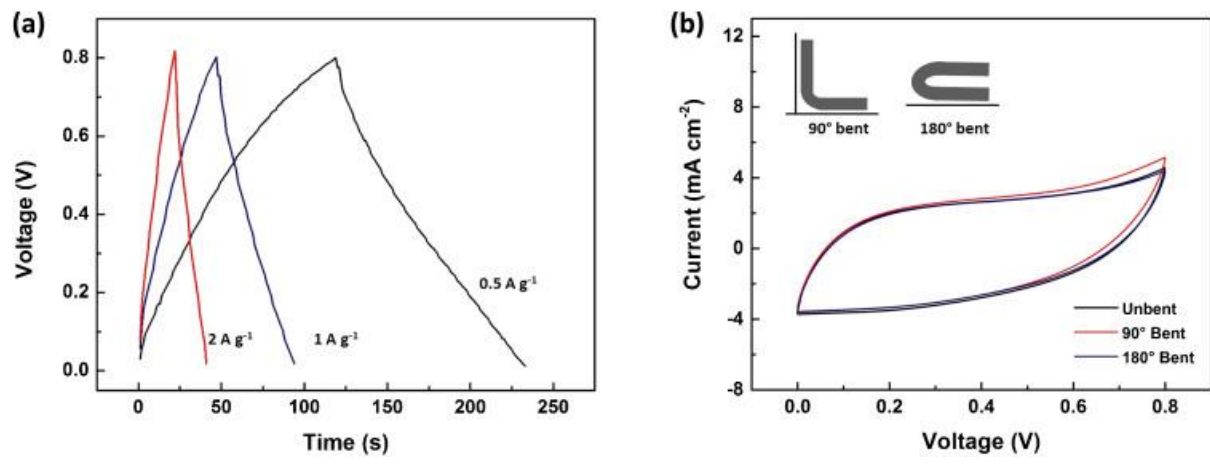 (a)
0.8
0.6
0.4
0.2
0.0
Voltage (V)
0.5 A g⁻¹
2 A g⁻¹
1 A g⁻¹
0
50
100
150
200
250
Time (s)
(b)
12
8
4
0
-4
-8
Current (mA cm⁻²)
90° bent
180° bent
Unbent
90° Bent
180° Bent
0.0
0.2
0.4
0.6
0.8
Voltage (V)